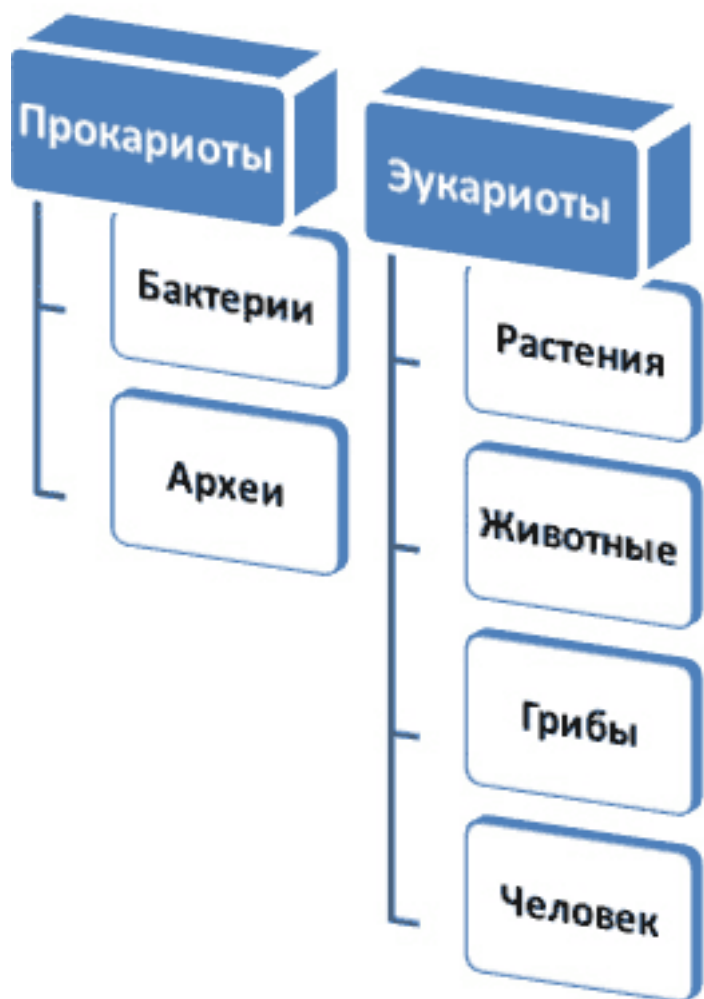 Прокариоты
Бактерии
Археи
Эукариоты
Растения
Животные
Грибы
Человек